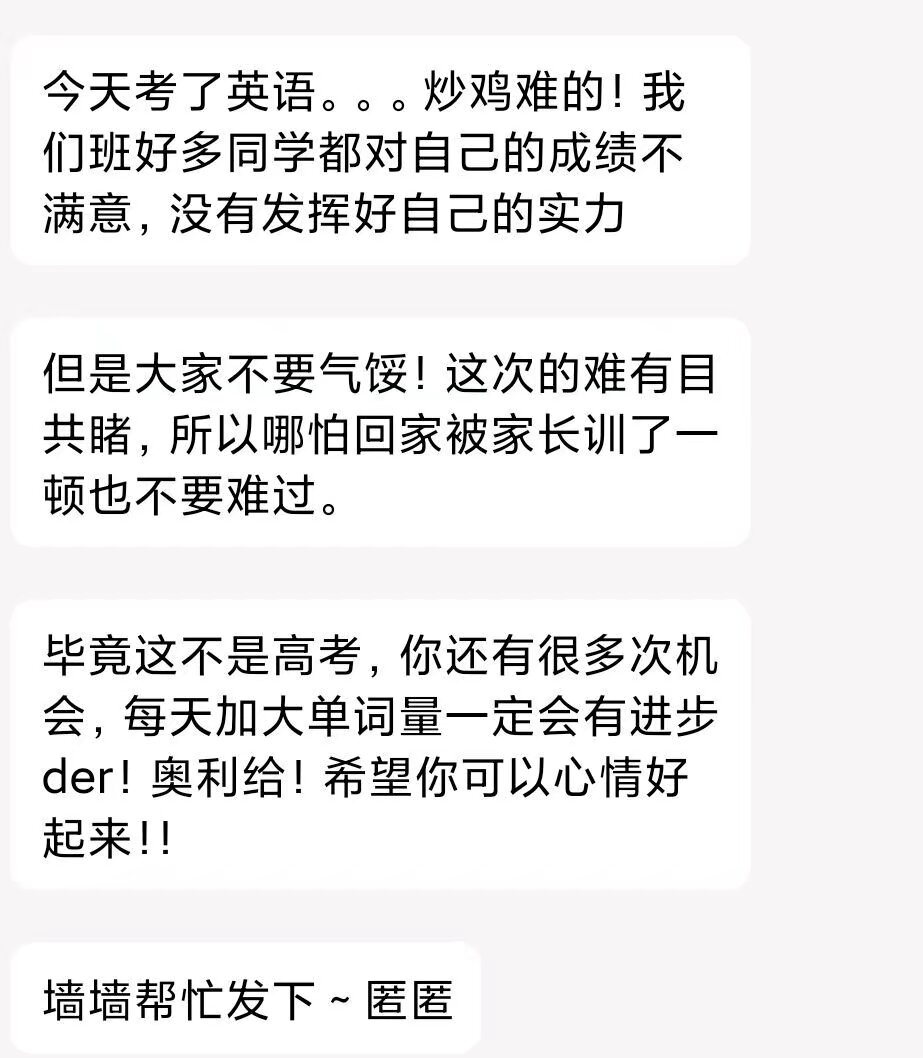 今天考了英语。。。炒鸡难的！我
们班好多同学都对自己的成绩不
满意，没有发挥好自己的实力
但是大家不要气馁！这次的难有目
共睹，所以哪怕回家被家长训了一
顿也不要难过。
毕竟这不是高考，你还有很多次机
会，每天加大单词量一定会有进步
der！奥利给！希望你可以心情好
起来！！
墙墙帮忙发下～匿匿